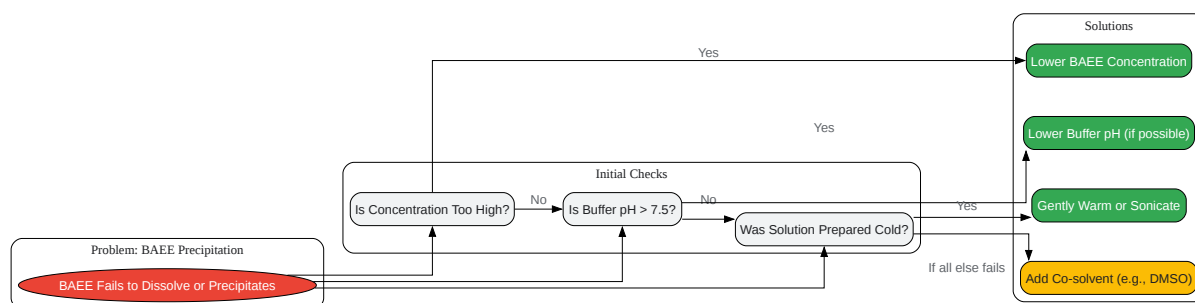 Solutions
Yes
Lower BAEE Concentration
Yes
Lower Buffer pH (if possible)
Initial Checks
Is Concentration Too High?
No
Is Buffer pH > 7.5?
No
Yes
Gently Warm or Sonicate
Was Solution Prepared Cold?
Problem: BAEE Precipitation
BAEE Fails to Dissolve or Precipitates
If all else fails
Add Co-solvent (e.g., DMSO)